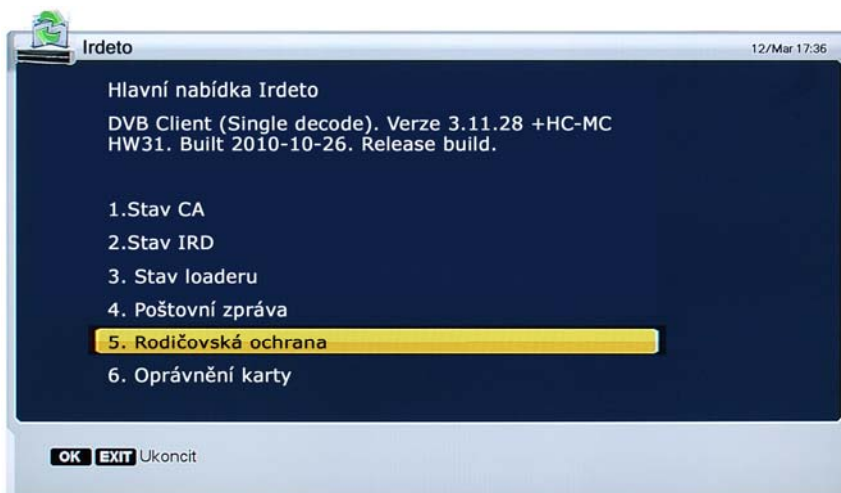 Irdeto
12/Mar 17:36
Hlavní nabídka Irdeto
DVB Client (Single decode). Verze 3.11.28 +HC-MC
HW31. Built 2010-10-26. Release build.
1.Stav CA
2.Stav IRD
3. Stav loaderu
4. Poštovní zpráva
5. Rodičovská ochrana
6. Oprávnění karty
OK EXIT Ukoncit